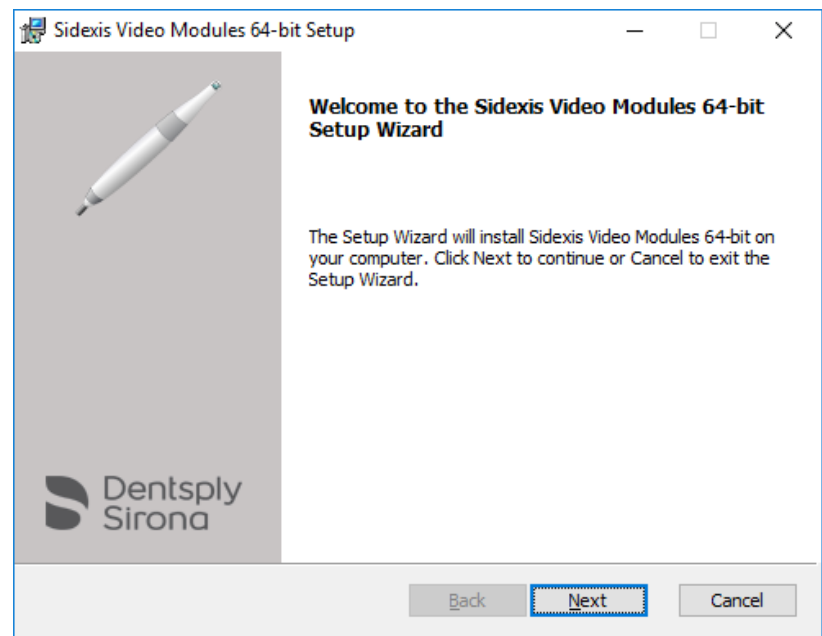 Sidexis Video Modules 64-bit Setup
Welcome to the Sidexis Video Modules 64-bit
Setup Wizard
The Setup Wizard will install Sidexis Video Modules 64-bit on
your computer. Click Next to continue or Cancel to exit the
Setup Wizard.
Dentsply
Sirona
Back Next Cancel